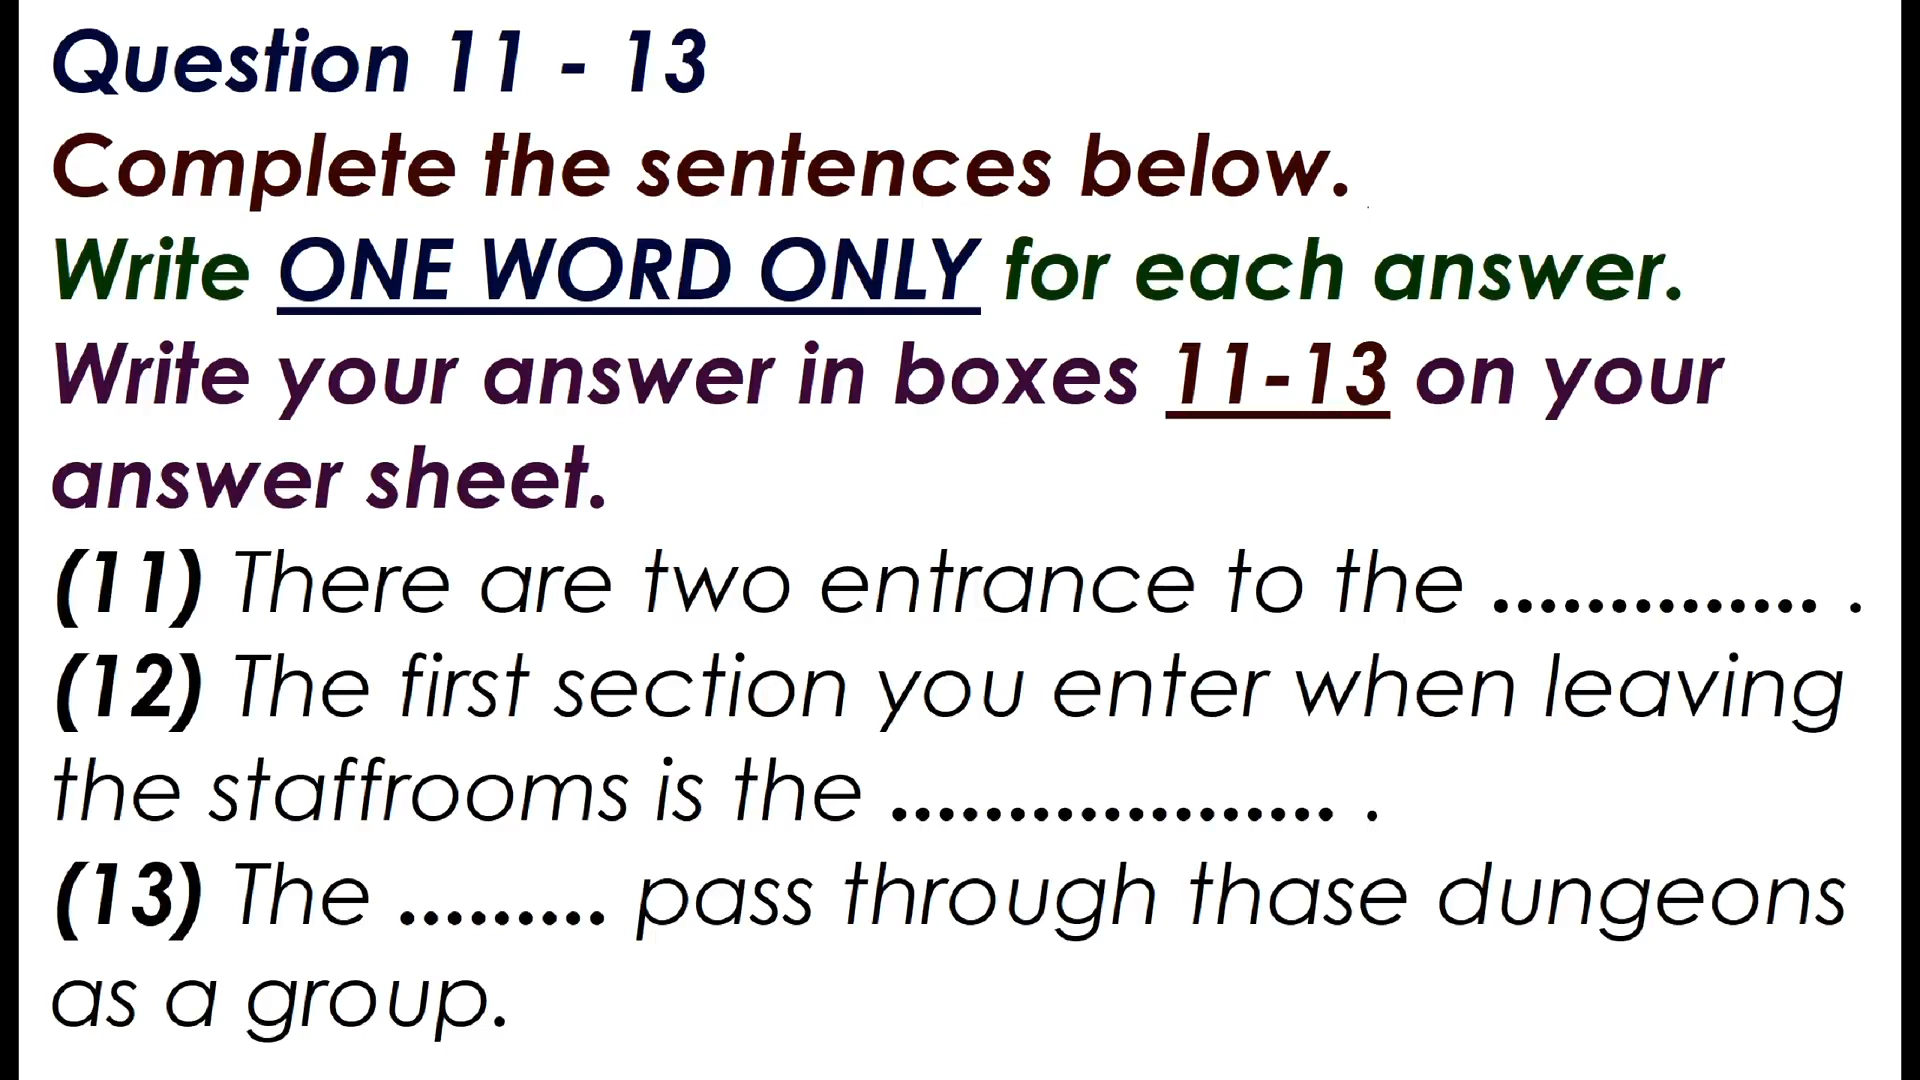 Question 11 - 13
Complete the sentences below.
Write ONE WORD ONLY for each answer.
Write your answer in boxes 11-13 on your
answer sheet.
(11) There are two entrance to the .............. .
(12) The first section you enter when leaving
the staffrooms is the ................... .
(13) The ......... pass through thase dungeons
as a group.